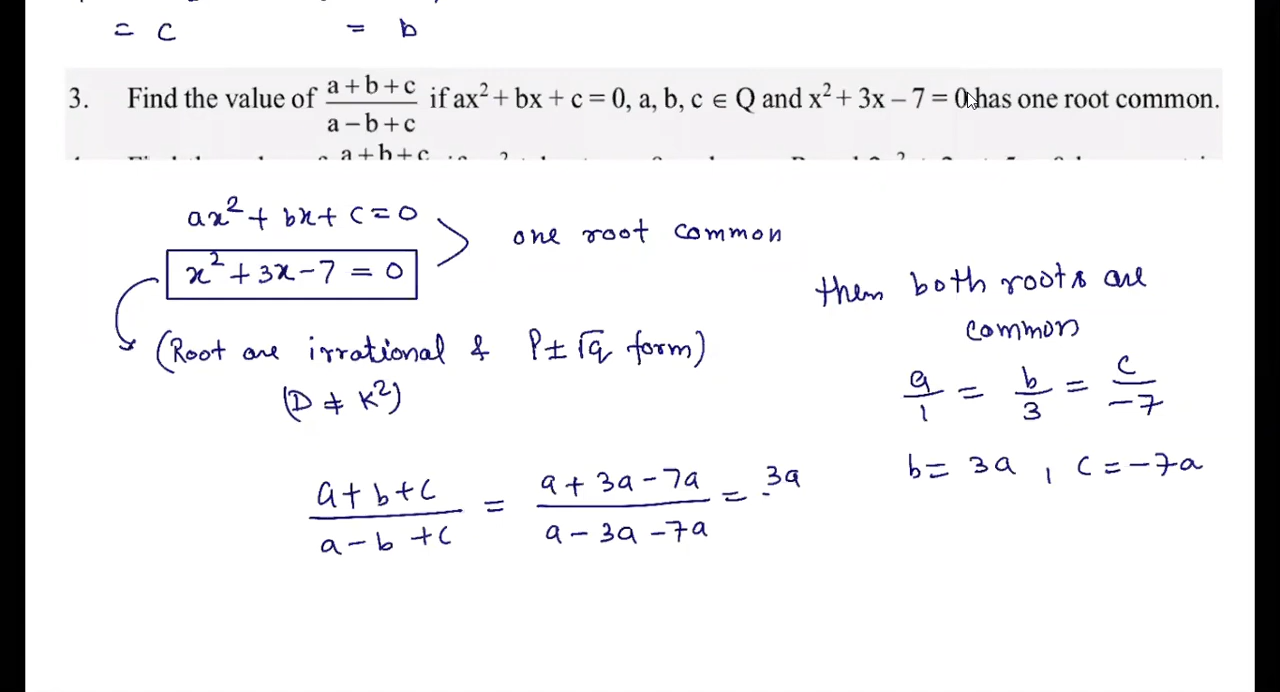 = c = b
3. Find the value of (a+b+c)/(a−b+c) if ax² + bx + c = 0, a, b, c ∈ Q and x² + 3x − 7 = 0 has one root common.
a+b+c
ax² + bx + c = 0
x² + 3x − 7 = 0
one root common
then both roots are
common
(Root are irrational & P ± √q form)
(D ≠ K²)
a/1 = b/3 = c/−7
b = 3a , c = −7a
(a+b+c)/(a−b+c) = (a+3a−7a)/(a−3a−7a) = -3a